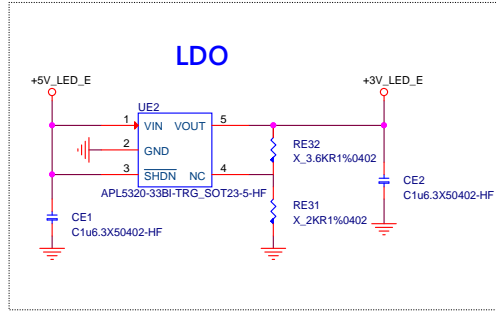 LDO
+5V_LED_E
+3V_LED_E
UE2
1 VIN VOUT 5
2 GND
3 SHDN NC 4
APL5320-33BI-TRG_SOT23-5-HF
RE32
X_3.6KR1%0402
RE31
X_2KR1%0402
CE2
C1u6.3X50402-HF
CE1
C1u6.3X50402-HF